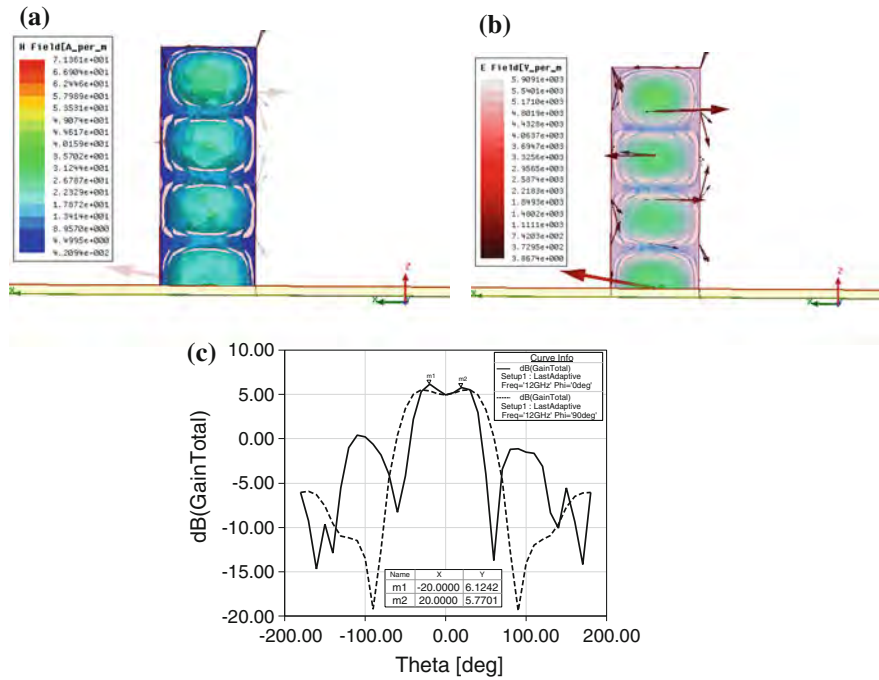 (a)
H Field[A_per_m
7.1361e+001
6.6904e+001
6.2446e+001
5.7989e+001
5.3531e+001
4.9074e+001
4.4617e+001
4.0159e+001
3.5702e+001
3.1244e+001
2.6787e+001
2.2329e+001
1.7872e+001
1.3414e+001
8.9570e+000
4.4995e+000
4.2094e-002
X
Z
X
(b)
E Field[V_per_m
5.9091e+003
5.5401e+003
5.1710e+003
4.8019e+003
4.4328e+003
4.0637e+003
3.6947e+003
3.3256e+003
2.9565e+003
2.5874e+003
2.2183e+003
1.8493e+003
1.4802e+003
1.1111e+003
7.4203e+002
3.7295e+002
3.8674e+000
X
Z
X
(c)
10.00
5.00
0.00
-5.00
-10.00
-15.00
-20.00
dB(GainTotal)
m1
m2
Curve Info
dB(GainTotal)
Setup1 : LastAdaptive
Freq='12GHz' Phi='0deg'
dB(GainTotal)
Setup1 : LastAdaptive
Freq='12GHz' Phi='90deg'
Name X Y
m1 -20.0000 6.1242
m2 20.0000 5.7701
-200.00 -100.00 0.00 100.00 200.00
Theta [deg]